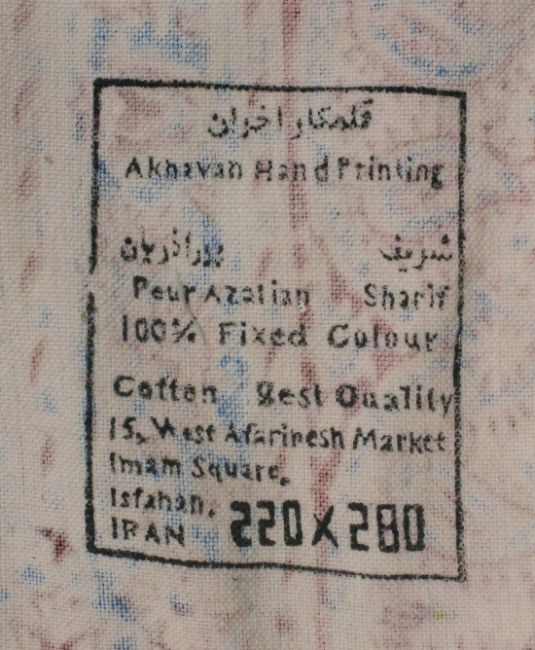 قلمکار اخوان
Akhavan Hand Printing
شریف پورآذریان
Peur Azarian Sharif
100% Fixed Colour
Cotton Best Quality
15, West Afarinesh Market
Imam Square,
Isfahan,
IRAN 220X280